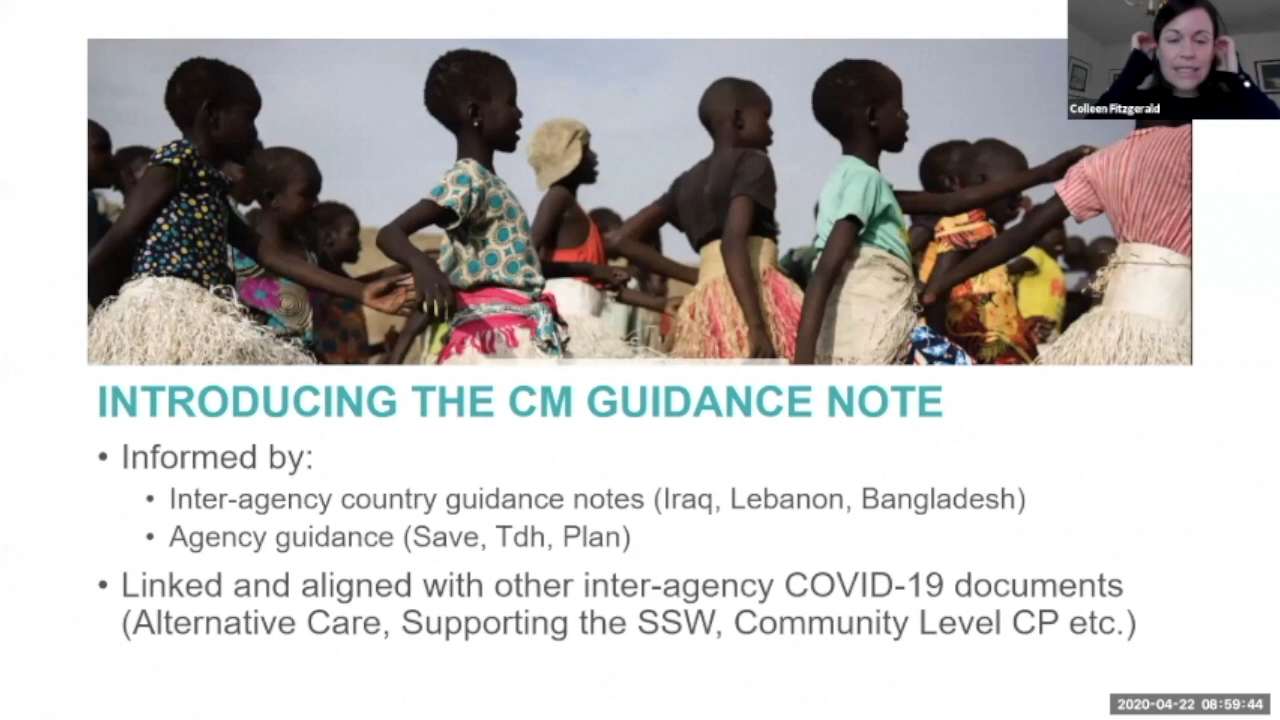 Colleen Fitzgerald
INTRODUCING THE CM GUIDANCE NOTE
• Informed by:
• Inter-agency country guidance notes (Iraq, Lebanon, Bangladesh)
• Agency guidance (Save, Tdh, Plan)
• Linked and aligned with other inter-agency COVID-19 documents
(Alternative Care, Supporting the SSW, Community Level CP etc.)
2020-04-22 08:59:44